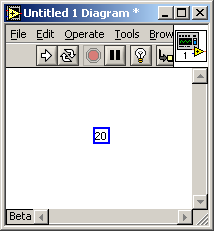 Untitled 1 Diagram *
File Edit Operate Tools Brow
1
20
Beta